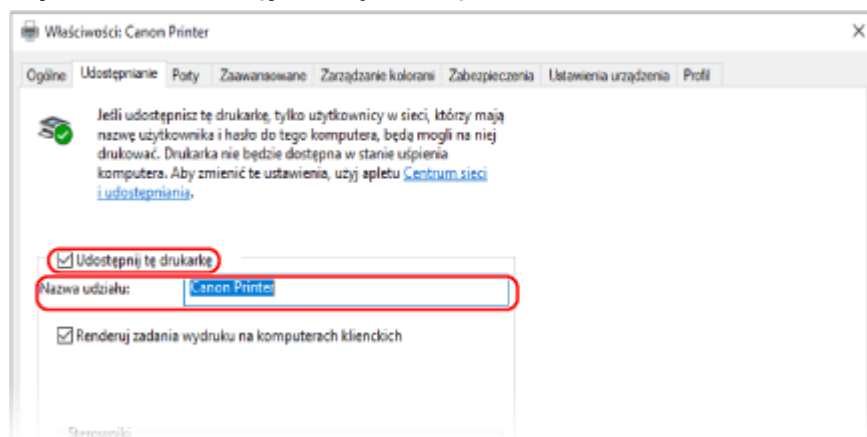 Właściwości: Canon Printer
Ogólne Udostępnianie Porty Zaawansowane Zarządzanie kolorami Zabezpieczenia Ustawienia urządzenia Profil
Jeśli udostępnisz tę drukarkę, tylko użytkownicy w sieci, którzy mają
nazwę użytkownika i hasło do tego komputera, będą mogli na niej
drukować. Drukarka nie będzie dostępna w stanie uśpienia
komputera. Aby zmienić te ustawienia, użyj apletu Centrum sieci
i udostępniania.
Udostępnij tę drukarkę
Nazwa udziału: Canon Printer
Renderuj zadania wydruku na komputerach klienckich
Sterowniki